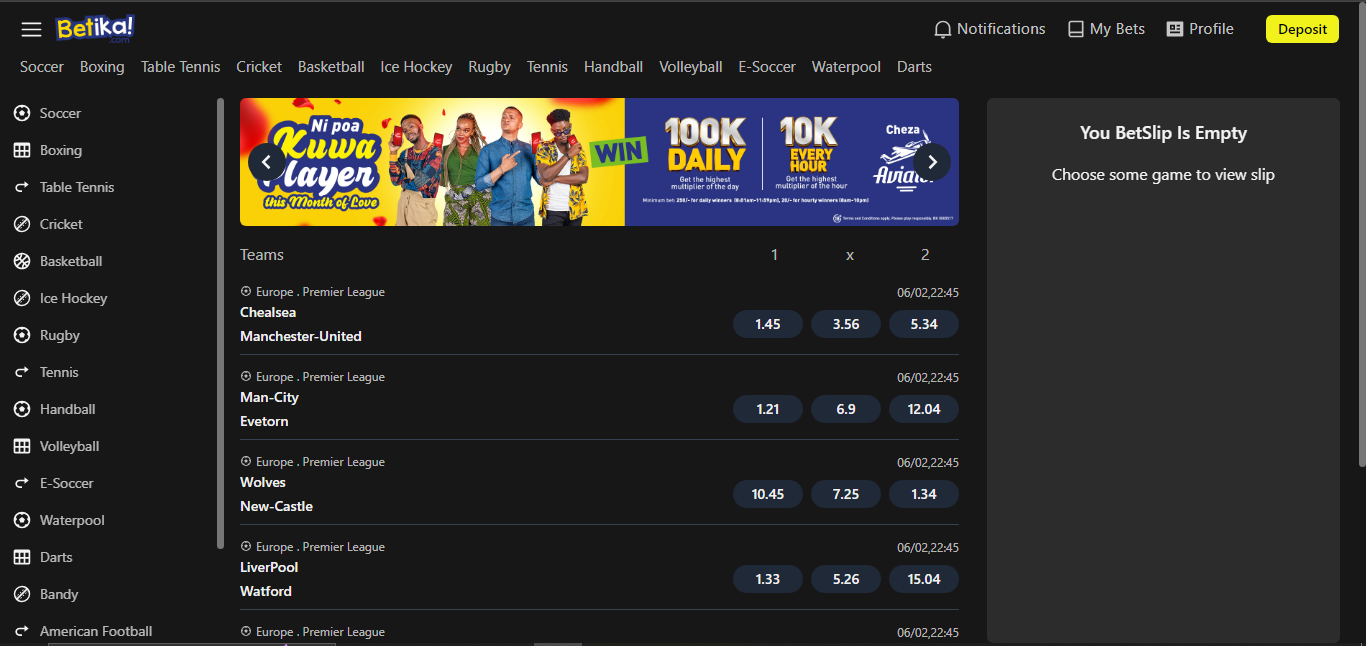 Betika!
.com
Notifications
My Bets
Profile
Deposit
Soccer Boxing Table Tennis Cricket Basketball Ice Hockey Rugby Tennis Handball Volleyball E-Soccer Waterpool Darts
Soccer
Boxing
Table Tennis
Cricket
Basketball
Ice Hockey
Rugby
Tennis
Handball
Volleyball
E-Soccer
Waterpool
Darts
Bandy
American Football
Ni poa
Kuwa
Player
this Month of Love
WIN
100K
DAILY
Get the highest
multiplier of the day
10K
EVERY
HOUR
Get the highest
multiplier of the hour
Cheza
Aviator
Teams 1 x 2
Europe . Premier League 06/02,22:45
Chealsea
Manchester-United
1.45 3.56 5.34
Europe . Premier League 06/02,22:45
Man-City
Evetorn
1.21 6.9 12.04
Europe . Premier League 06/02,22:45
Wolves
New-Castle
10.45 7.25 1.34
Europe . Premier League 06/02,22:45
LiverPool
Watford
1.33 5.26 15.04
Europe . Premier League 06/02,22:45
You BetSlip Is Empty
Choose some game to view slip